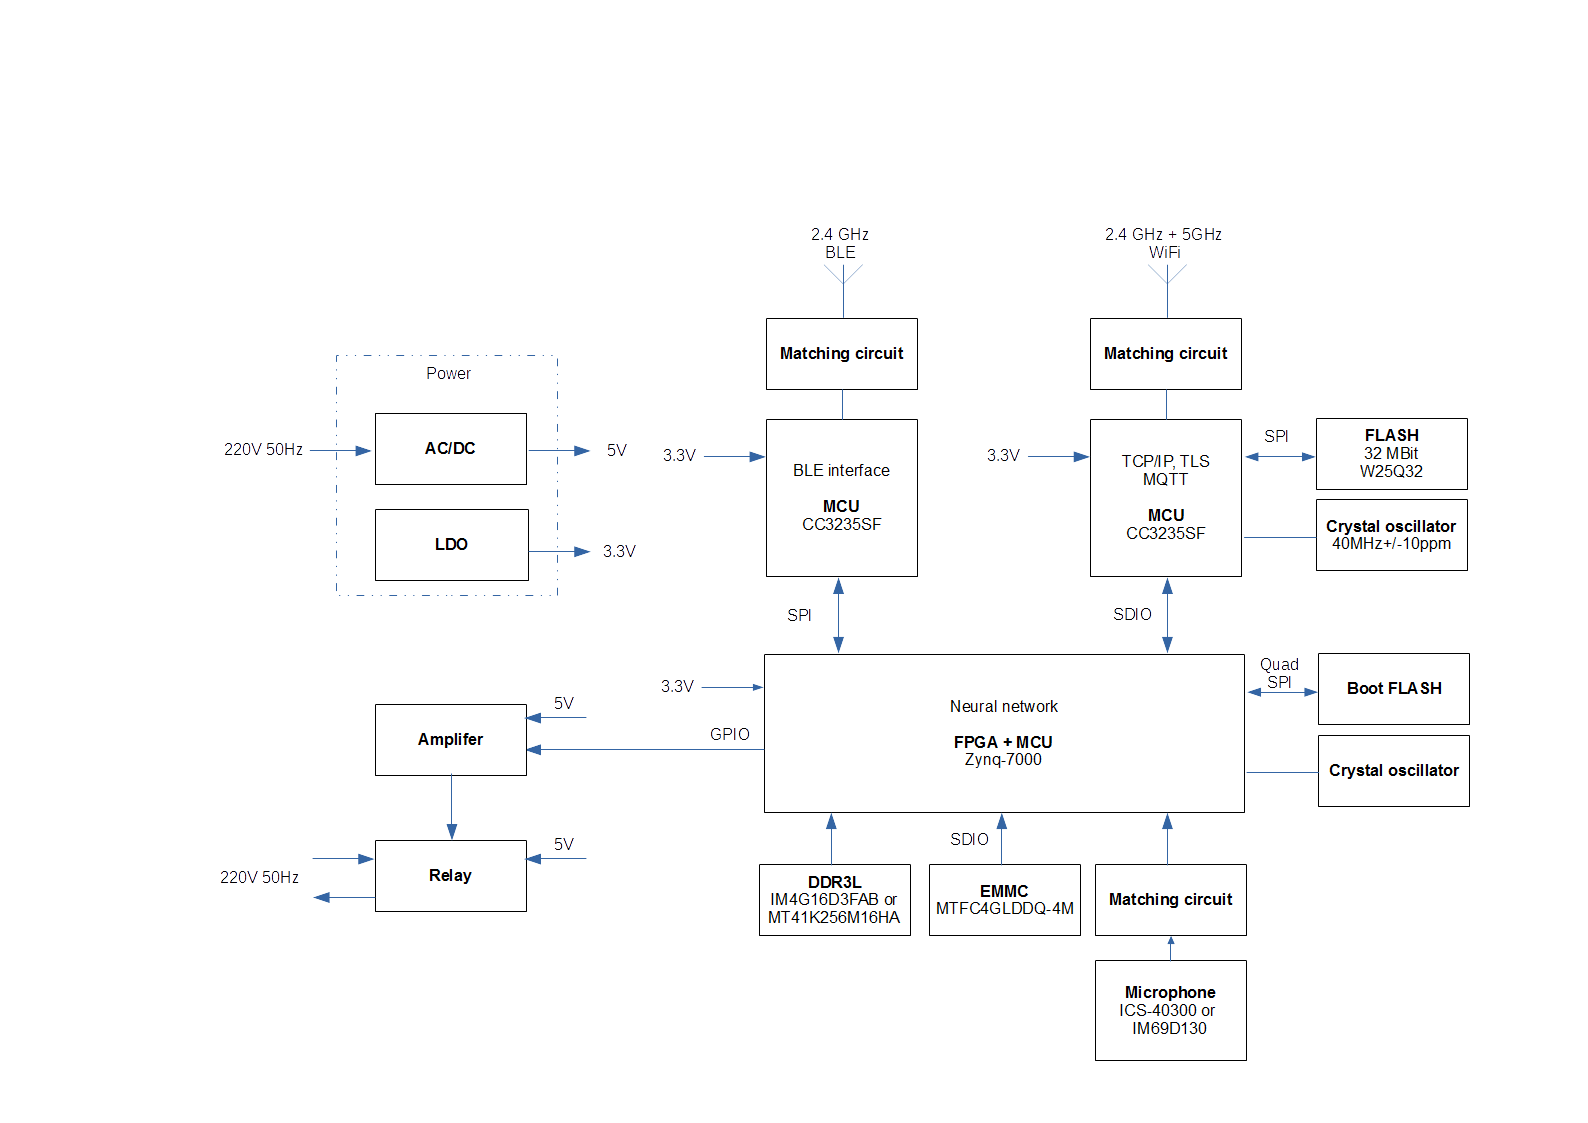 2.4 GHz
BLE
2.4 GHz + 5GHz
WiFi
Matching circuit
Matching circuit
Power
220V 50Hz
AC/DC
5V
LDO
3.3V
3.3V
BLE interface
MCU
CC3235SF
3.3V
TCP/IP, TLS
MQTT
MCU
CC3235SF
SPI
FLASH
32 MBit
W25Q32
Crystal oscillator
40MHz+/-10ppm
SPI
SDIO
3.3V
Neural network
FPGA + MCU
Zynq-7000
Quad
SPI
Boot FLASH
Crystal oscillator
5V
GPIO
Amplifer
5V
220V 50Hz
Relay
SDIO
DDR3L
IM4G16D3FAB or
MT41K256M16HA
EMMC
MTFC4GLDDQ-4M
Matching circuit
Microphone
ICS-40300 or
IM69D130